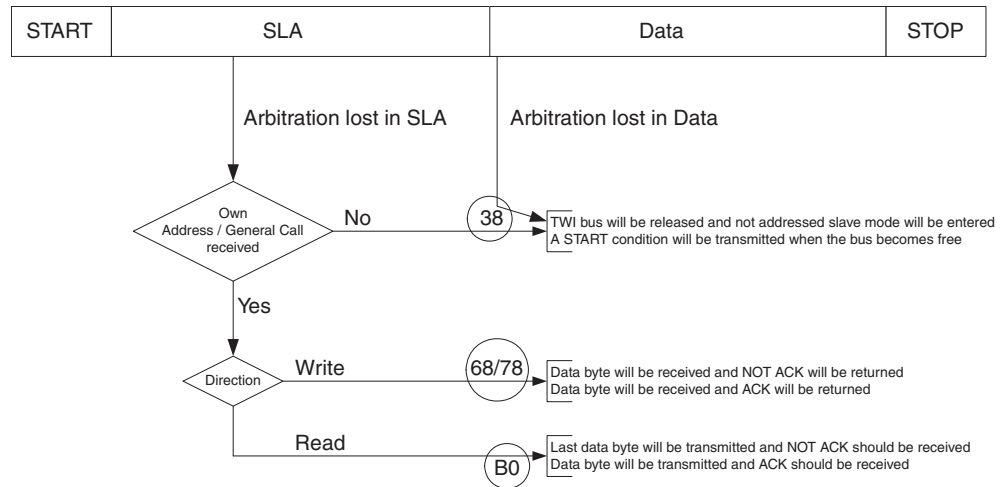 START SLA Data STOP
Arbitration lost in SLA Arbitration lost in Data
Own
Address / General Call
received
No
38
TWI bus will be released and not addressed slave mode will be entered
A START condition will be transmitted when the bus becomes free
Yes
Direction
Write
68/78
Data byte will be received and NOT ACK will be returned
Data byte will be received and ACK will be returned
Read
B0
Last data byte will be transmitted and NOT ACK should be received
Data byte will be transmitted and ACK should be received